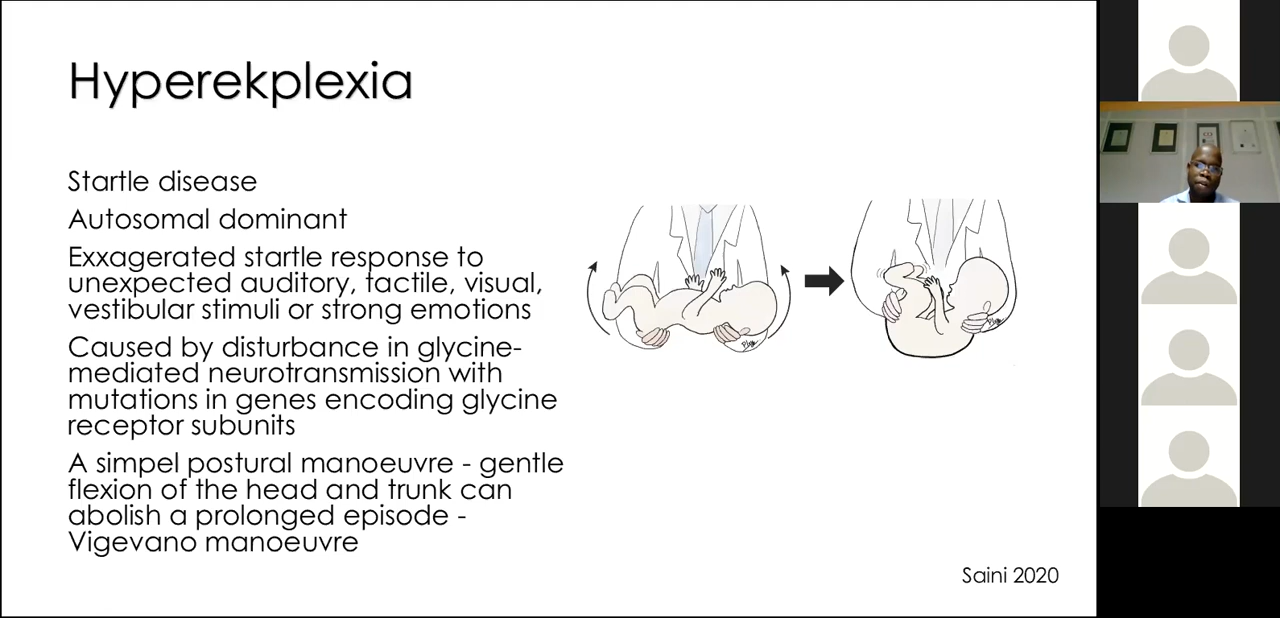 Hyperekplexia
Startle disease
Autosomal dominant
Exxagerated startle response to
unexpected auditory, tactile, visual,
vestibular stimuli or strong emotions
Caused by disturbance in glycine-
mediated neurotransmission with
mutations in genes encoding glycine
receptor subunits
A simpel postural manoeuvre - gentle
flexion of the head and trunk can
abolish a prolonged episode -
Vigevano manoeuvre
Saini 2020